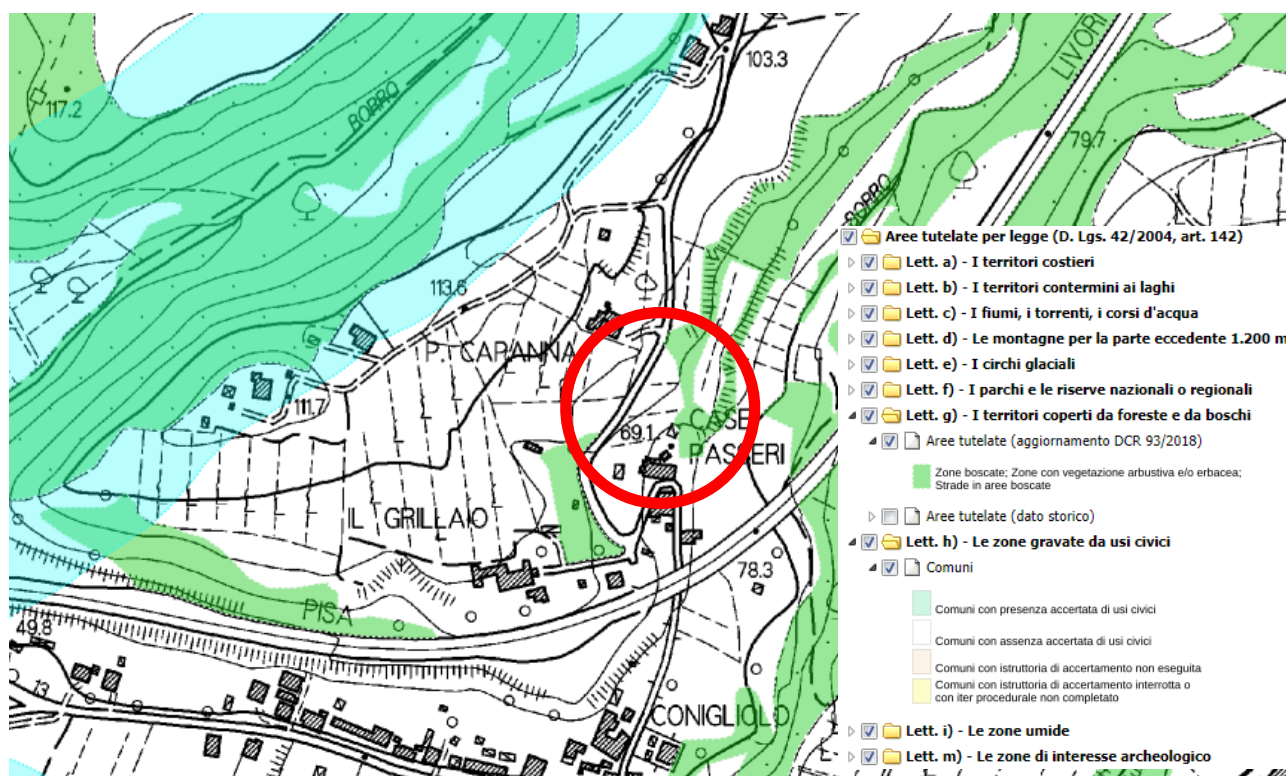 103.3
LIVORI
117.2
BORRO
79.7
BORRO
113.6
P. CAPANNA
111.7
69.1
CASE
PASSERI
IL GRILLAIO
78.3
PISA
49.8
13
CONIGLIOLO
Aree tutelate per legge (D. Lgs. 42/2004, art. 142)
Lett. a) - I territori costieri
Lett. b) - I territori contermini ai laghi
Lett. c) - I fiumi, i torrenti, i corsi d'acqua
Lett. d) - Le montagne per la parte eccedente 1.200 m
Lett. e) - I circhi glaciali
Lett. f) - I parchi e le riserve nazionali o regionali
Lett. g) - I territori coperti da foreste e da boschi
Aree tutelate (aggiornamento DCR 93/2018)
Zone boscate; Zone con vegetazione arbustiva e/o erbacea;
Strade in aree boscate
Aree tutelate (dato storico)
Lett. h) - Le zone gravate da usi civici
Comuni
Comuni con presenza accertata di usi civici
Comuni con assenza accertata di usi civici
Comuni con istruttoria di accertamento non eseguita
Comuni con istruttoria di accertamento interrotta o
con iter procedurale non completato
Lett. i) - Le zone umide
Lett. m) - Le zone di interesse archeologico